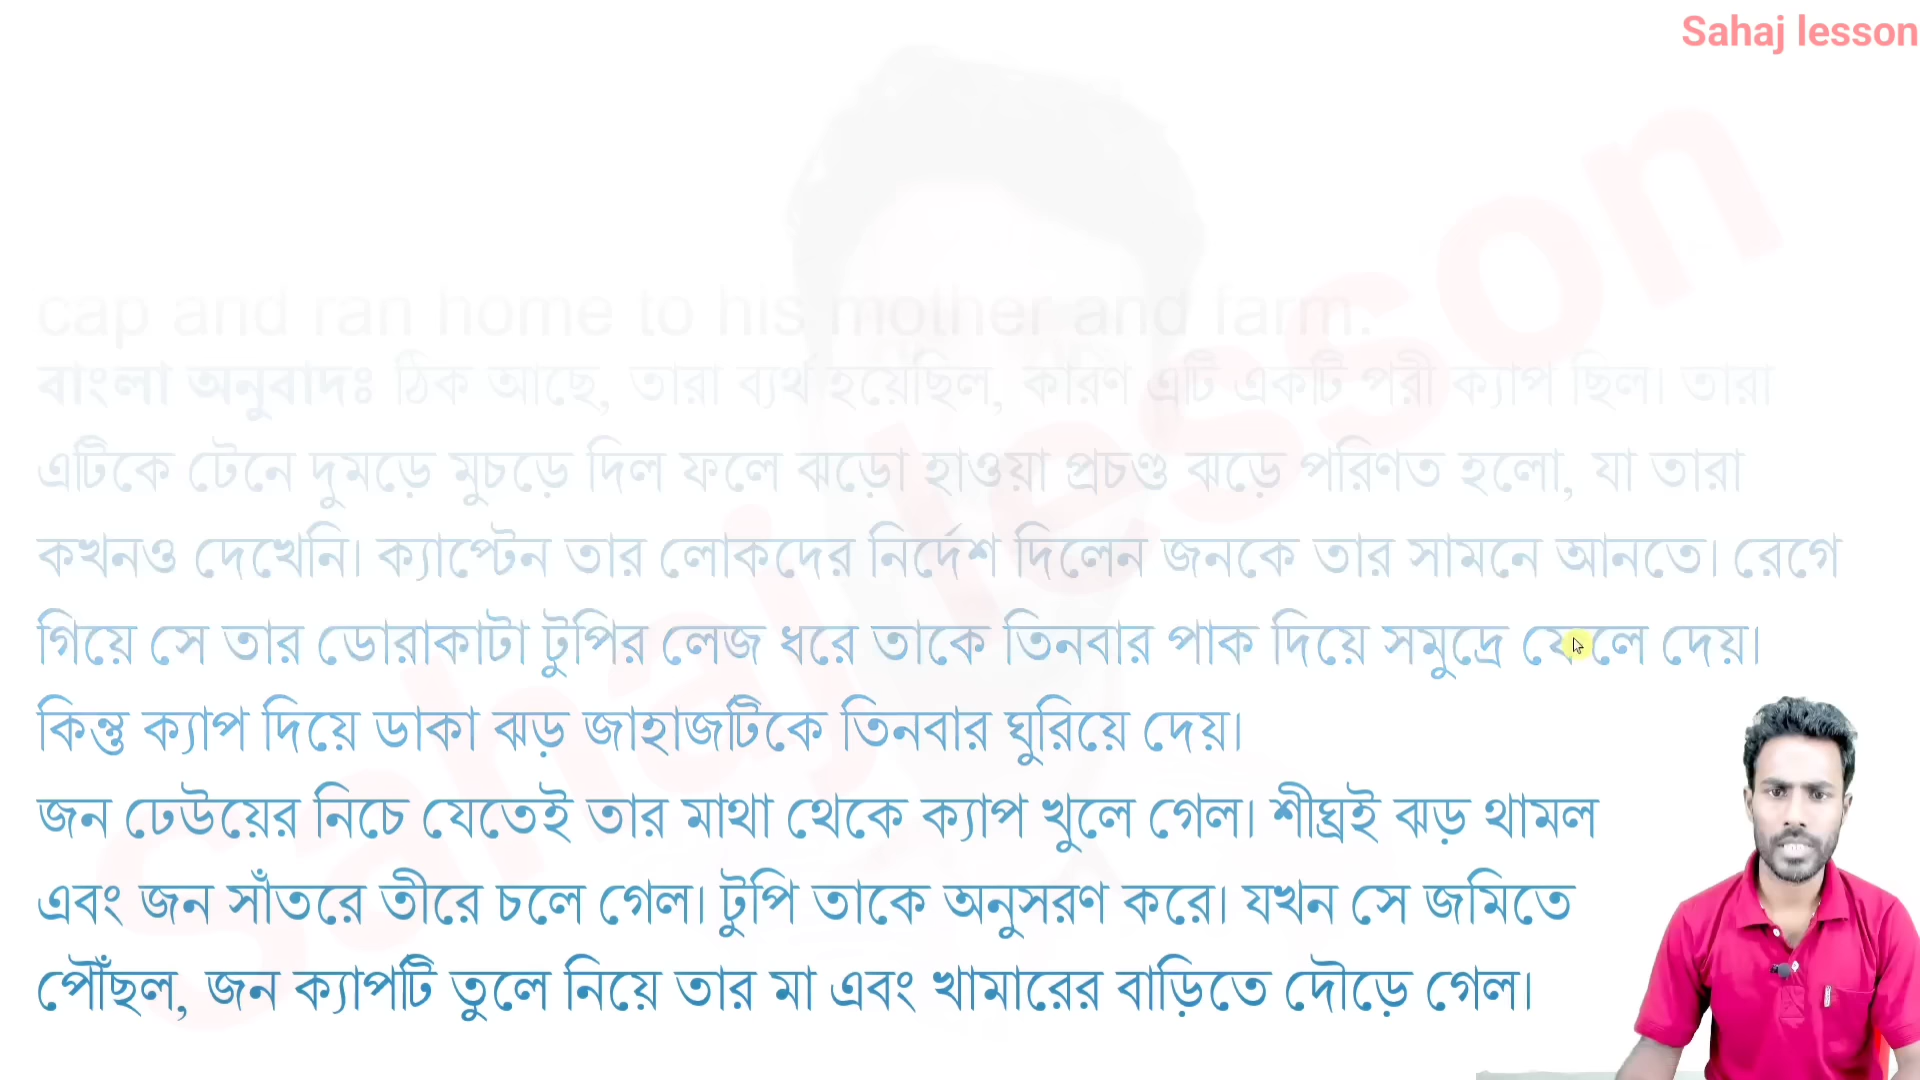 Sahaj lesson
cap and ran home to his mother and farm.
বাংলা অনুবাদঃ ঠিক আছে, তারা ব্যর্থ হয়েছিল, কারণ এটি একটি পরী ক্যাপ ছিল। তারা
এটিকে টেনে দুমড়ে মুচড়ে দিল ফলে ঝড়ো হাওয়া প্রচণ্ড ঝড়ে পরিণত হলো, যা তারা
কখনও দেখেনি। ক্যাপ্টেন তার লোকদের নির্দেশ দিলেন জনকে তার সামনে আনতে। রেগে
গিয়ে সে তার ডোরাকাটা টুপির লেজ ধরে তাকে তিনবার পাক দিয়ে সমুদ্রে ফেলে দেয়।
কিন্তু ক্যাপ দিয়ে ডাকা ঝড় জাহাজটিকে তিনবার ঘুরিয়ে দেয়।
জন ঢেউয়ের নিচে যেতেই তার মাথা থেকে ক্যাপ খুলে গেল। শীঘ্রই ঝড় থামল
এবং জন সাঁতরে তীরে চলে গেল। টুপি তাকে অনুসরণ করে। যখন সে জমিতে
পৌঁছল, জন ক্যাপটি তুলে নিয়ে তার মা এবং খামারের বাড়িতে দৌড়ে গেল।
Sahaj lesson